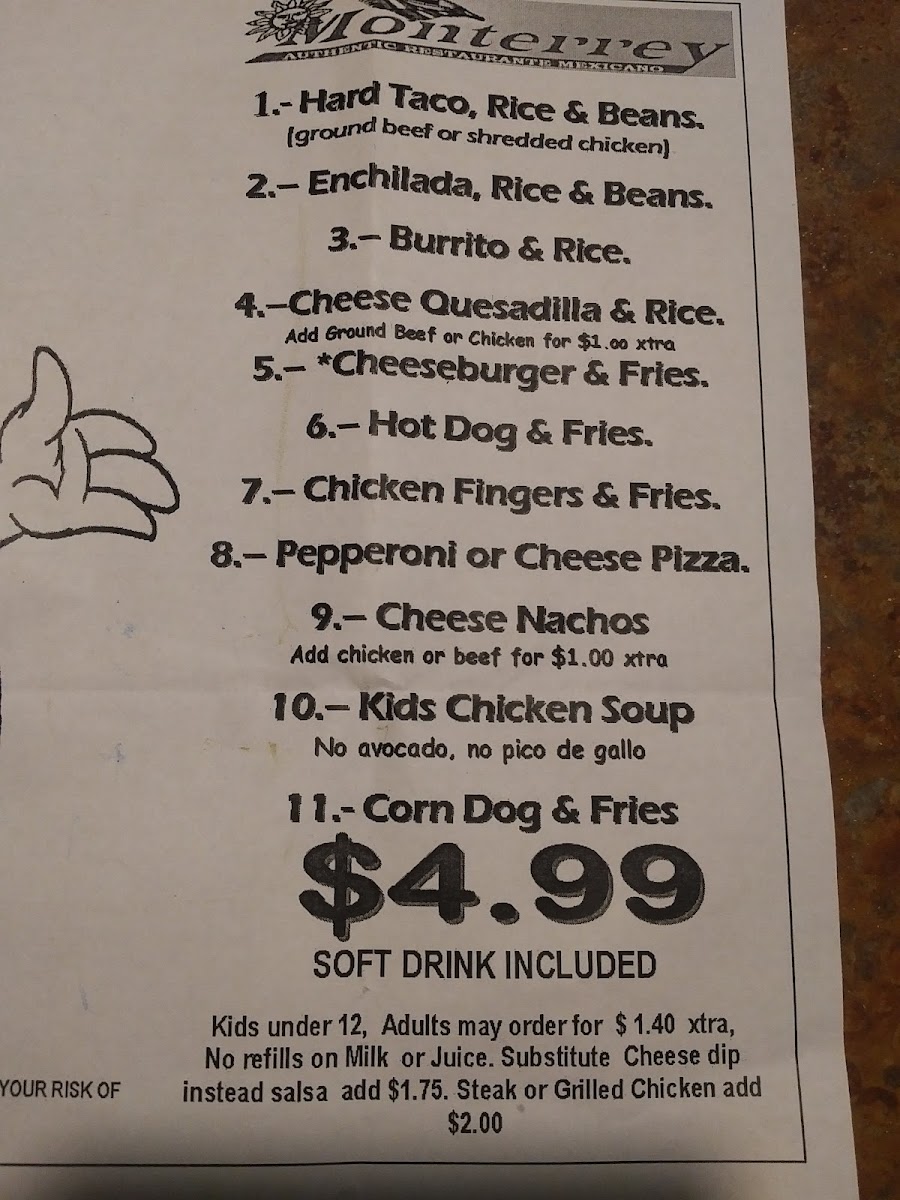 Monterrey
AUTHENTIC RESTAURANTE MEXICANO
1.- Hard Taco, Rice & Beans.
(ground beef or shredded chicken)
2.– Enchilada, Rice & Beans.
3.– Burrito & Rice.
4.–Cheese Quesadilla & Rice.
Add Ground Beef or Chicken for $1.00 xtra
5.– *Cheeseburger & Fries.
6.– Hot Dog & Fries.
7.– Chicken Fingers & Fries.
8.– Pepperoni or Cheese Pizza.
9.– Cheese Nachos
Add chicken or beef for $1.00 xtra
10.– Kids Chicken Soup
No avocado, no pico de gallo
11.- Corn Dog & Fries
$4.99
SOFT DRINK INCLUDED
Kids under 12, Adults may order for $ 1.40 xtra,
No refills on Milk or Juice. Substitute Cheese dip
instead salsa add $1.75. Steak or Grilled Chicken add
$2.00
YOUR RISK OF